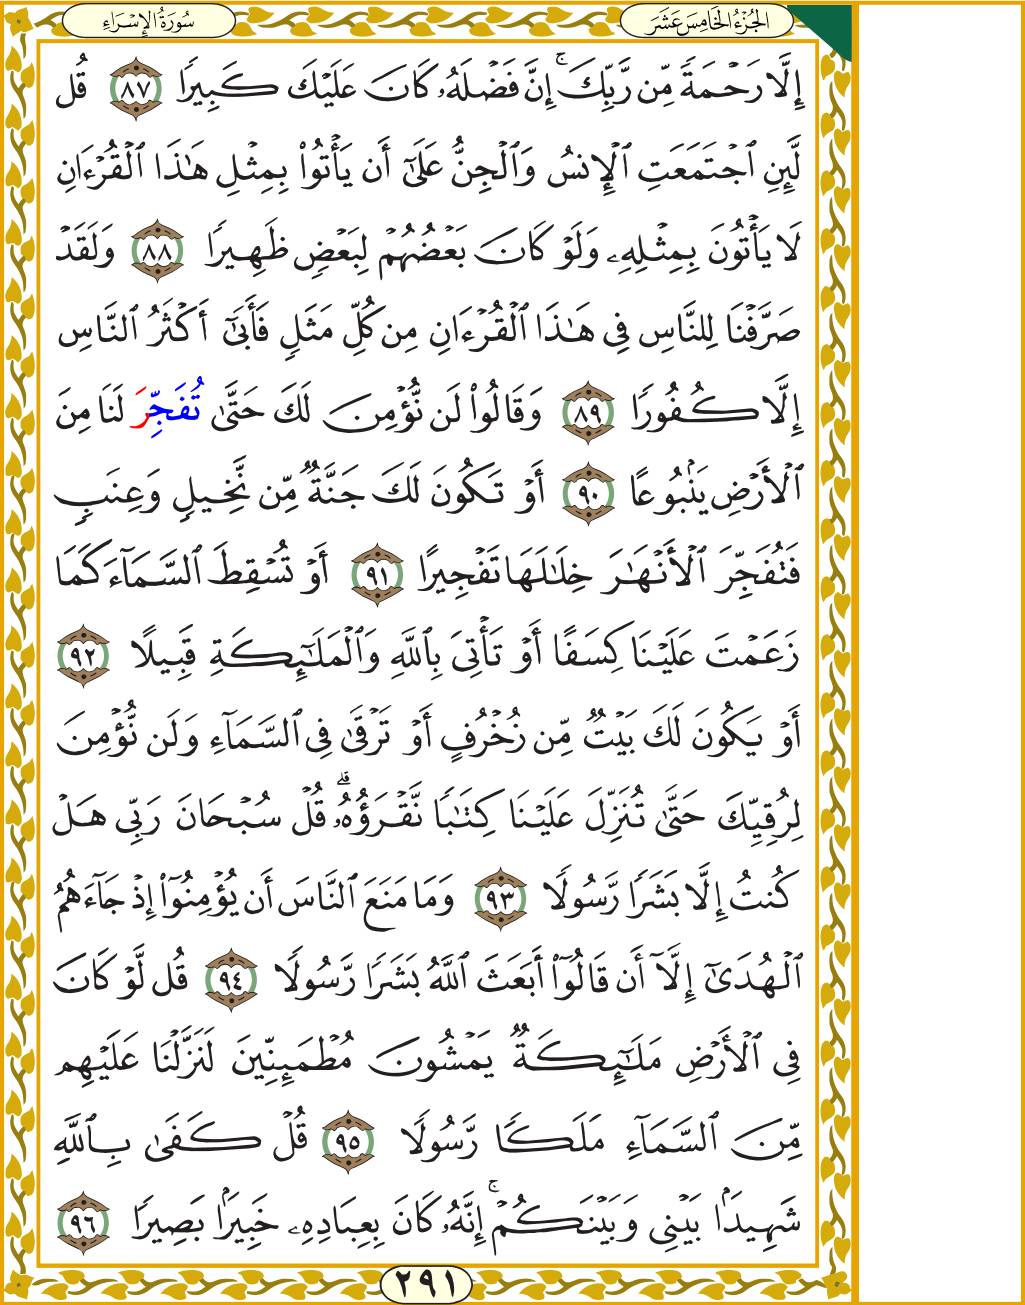 الجُزْءُ الخَامِسَ عَشَرَ
سُورَةُ الإِسْرَاءِ
إِلَّا رَحْمَةً مِّن رَّبِّكَ ۚ إِنَّ فَضْلَهُۥ كَانَ عَلَيْكَ كَبِيرًا ٨٧ قُل
لَّئِنِ ٱجْتَمَعَتِ ٱلْإِنسُ وَٱلْجِنُّ عَلَىٰٓ أَن يَأْتُوا۟ بِمِثْلِ هَـٰذَا ٱلْقُرْءَانِ
لَا يَأْتُونَ بِمِثْلِهِۦ وَلَوْ كَانَ بَعْضُهُمْ لِبَعْضٍ ظَهِيرًا ٨٨ وَلَقَدْ
صَرَّفْنَا لِلنَّاسِ فِى هَـٰذَا ٱلْقُرْءَانِ مِن كُلِّ مَثَلٍ فَأَبَىٰٓ أَكْثَرُ ٱلنَّاسِ
إِلَّا كُفُورًا ٨٩ وَقَالُوا۟ لَن نُّؤْمِنَ لَكَ حَتَّىٰ تُفَجِّرَ لَنَا مِنَ
ٱلْأَرْضِ يَنۢبُوعًا ٩٠ أَوْ تَكُونَ لَكَ جَنَّةٌ مِّن نَّخِيلٍ وَعِنَبٍ
فَتُفَجِّرَ ٱلْأَنْهَـٰرَ خِلَـٰلَهَا تَفْجِيرًا ٩١ أَوْ تُسْقِطَ ٱلسَّمَآءَ كَمَا
زَعَمْتَ عَلَيْنَا كِسَفًا أَوْ تَأْتِىَ بِٱللَّهِ وَٱلْمَلَـٰٓئِكَةِ قَبِيلًا ٩٢
أَوْ يَكُونَ لَكَ بَيْتٌ مِّن زُخْرُفٍ أَوْ تَرْقَىٰ فِى ٱلسَّمَآءِ وَلَن نُّؤْمِنَ
لِرُقِيِّكَ حَتَّىٰ تُنَزِّلَ عَلَيْنَا كِتَـٰبًا نَّقْرَؤُهُۥ ۗ قُلْ سُبْحَانَ رَبِّى هَلْ
كُنتُ إِلَّا بَشَرًا رَّسُولًا ٩٣ وَمَا مَنَعَ ٱلنَّاسَ أَن يُؤْمِنُوٓا۟ إِذْ جَآءَهُمُ
ٱلْهُدَىٰٓ إِلَّآ أَن قَالُوٓا۟ أَبَعَثَ ٱللَّهُ بَشَرًا رَّسُولًا ٩٤ قُل لَّوْ كَانَ
فِى ٱلْأَرْضِ مَلَـٰٓئِكَةٌ يَمْشُونَ مُطْمَئِنِّينَ لَنَزَّلْنَا عَلَيْهِم
مِّنَ ٱلسَّمَآءِ مَلَكًا رَّسُولًا ٩٥ قُلْ كَفَىٰ بِٱللَّهِ
شَهِيدًۢا بَيْنِى وَبَيْنَكُمْ ۚ إِنَّهُۥ كَانَ بِعِبَادِهِۦ خَبِيرًۢا بَصِيرًا ٩٦
٢٩١